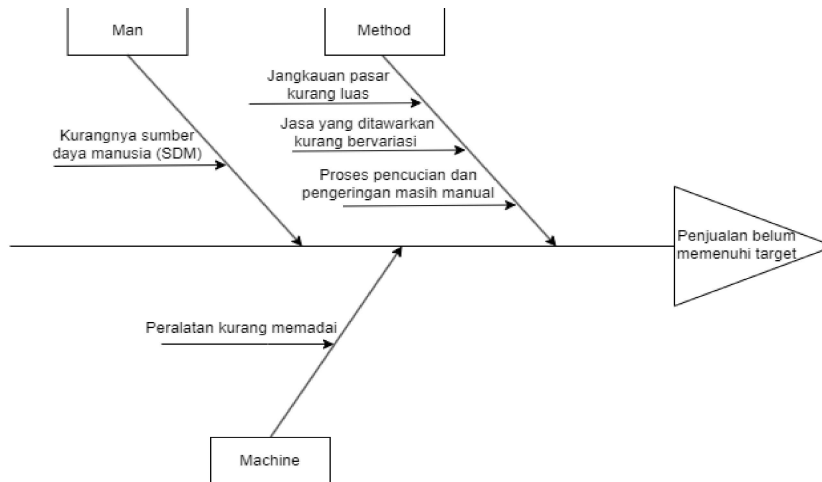 Man
Method
Jangkauan pasar
kurang luas
Kurangnya sumber
daya manusia (SDM)
Jasa yang ditawarkan
kurang bervariasi
Proses pencucian dan
pengeringan masih manual
Penjualan belum
memenuhi target
Peralatan kurang memadai
Machine